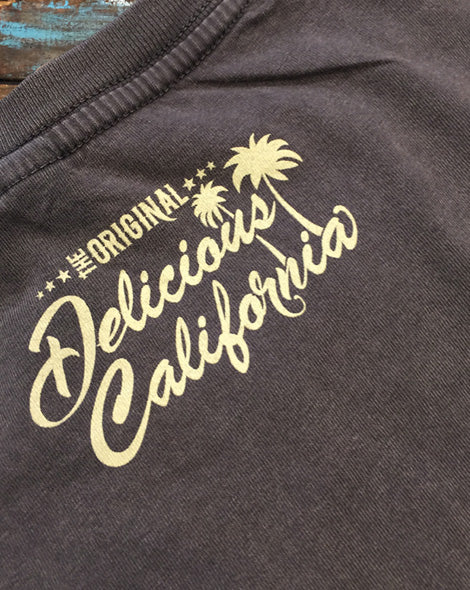 THE ORIGINAL
Delicious
California